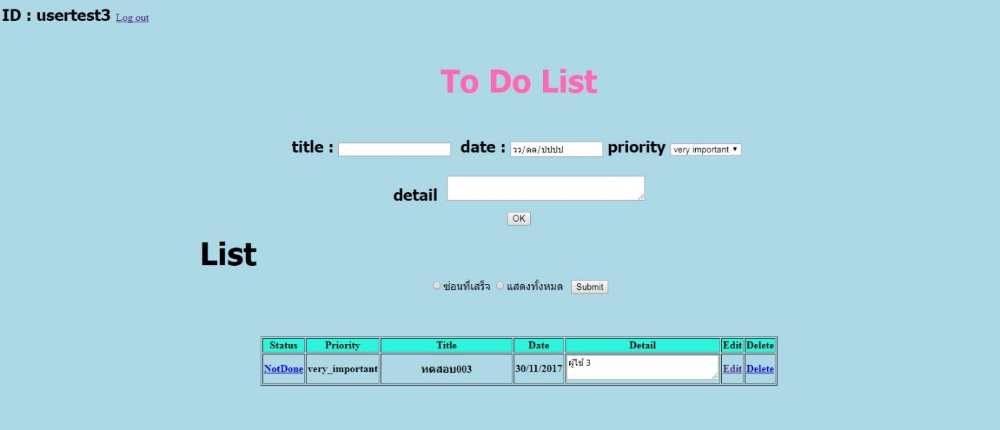 ID : usertest3 Log out
To Do List
title : date : วว/ดด/ปปปป priority very important
detail
OK
List
ซ่อนที่เสร็จ แสดงทั้งหมด Submit
Status Priority Title Date Detail Edit Delete
NotDone very_important ทดสอบ003 30/11/2017 ผู้ใช้ 3 Edit Delete